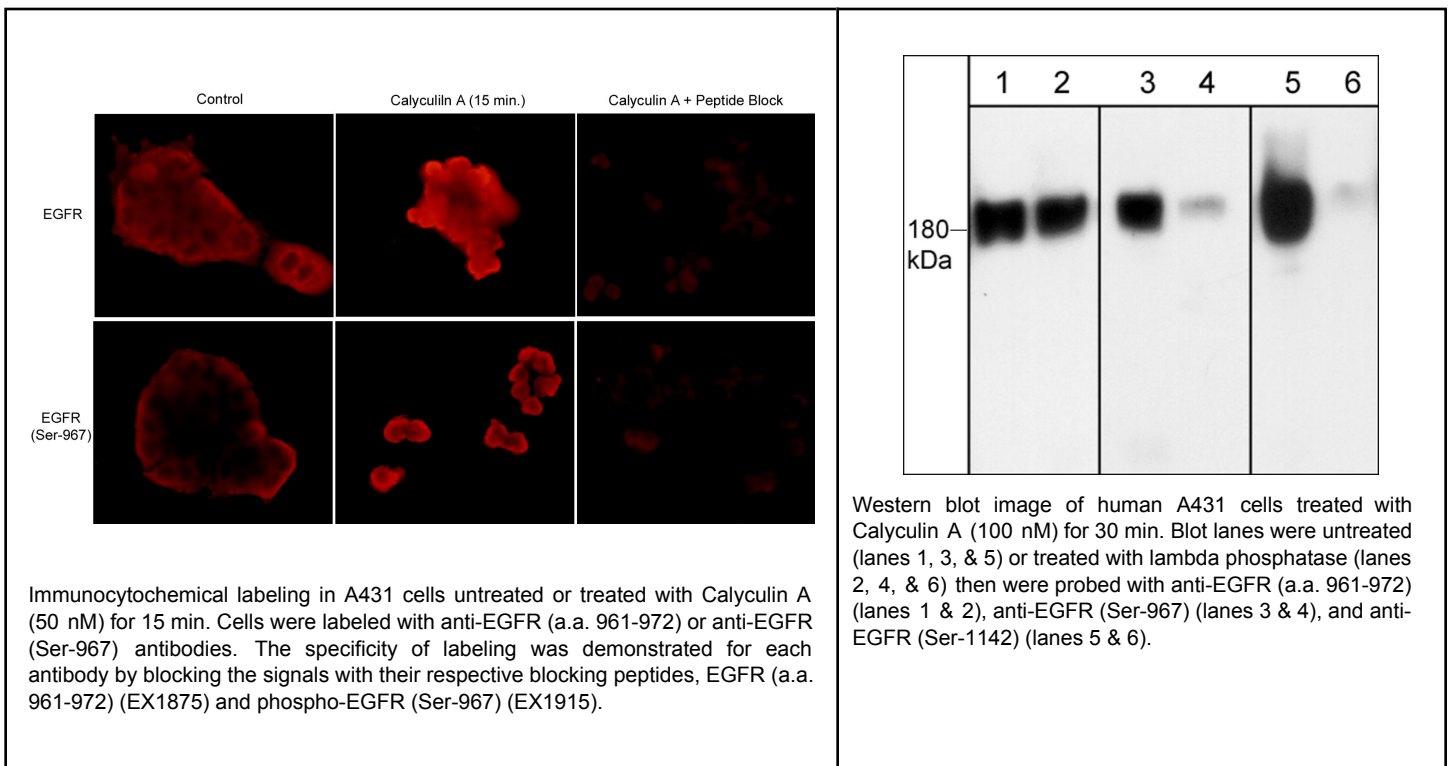 Control
Calyculiln A (15 min.)
Calyculin A + Peptide Block
EGFR
EGFR
(Ser-967)
Immunocytochemical labeling in A431 cells untreated or treated with Calyculin A
(50 nM) for 15 min. Cells were labeled with anti-EGFR (a.a. 961-972) or anti-EGFR
(Ser-967) antibodies. The specificity of labeling was demonstrated for each
antibody by blocking the signals with their respective blocking peptides, EGFR (a.a.
961-972) (EX1875) and phospho-EGFR (Ser-967) (EX1915).
1 2 3 4 5 6
180
kDa
Western blot image of human A431 cells treated with
Calyculin A (100 nM) for 30 min. Blot lanes were untreated
(lanes 1, 3, & 5) or treated with lambda phosphatase (lanes
2, 4, & 6) then were probed with anti-EGFR (a.a. 961-972)
(lanes 1 & 2), anti-EGFR (Ser-967) (lanes 3 & 4), and anti-
EGFR (Ser-1142) (lanes 5 & 6).